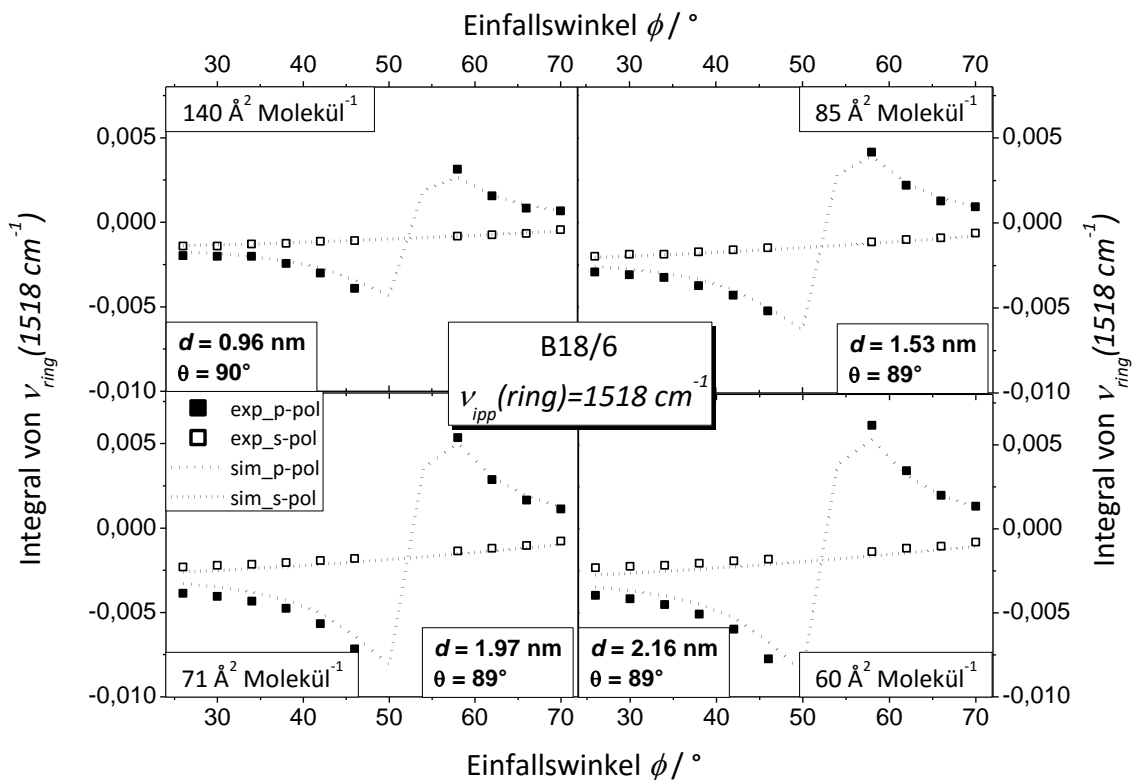 Einfallswinkel ϕ / °
30 40 50 60 70 30 40 50 60 70
140 Å² Molekül⁻¹
85 Å² Molekül⁻¹
0,005 0,005
0,000 0,000
-0,005 -0,005
-0,010 -0,010
d = 0.96 nm
θ = 90°
d = 1.53 nm
θ = 89°
B18/6
ν_ipp(ring)=1518 cm⁻¹
Integral von ν_ring(1518 cm⁻¹)
Integral von ν_ring(1518 cm⁻¹)
exp_p-pol
exp_s-pol
sim_p-pol
sim_s-pol
0,005 0,005
0,000 0,000
-0,005 -0,005
-0,010 -0,010
71 Å² Molekül⁻¹
d = 1.97 nm
θ = 89°
d = 2.16 nm
θ = 89°
60 Å² Molekül⁻¹
30 40 50 60 70 30 40 50 60 70
Einfallswinkel ϕ / °